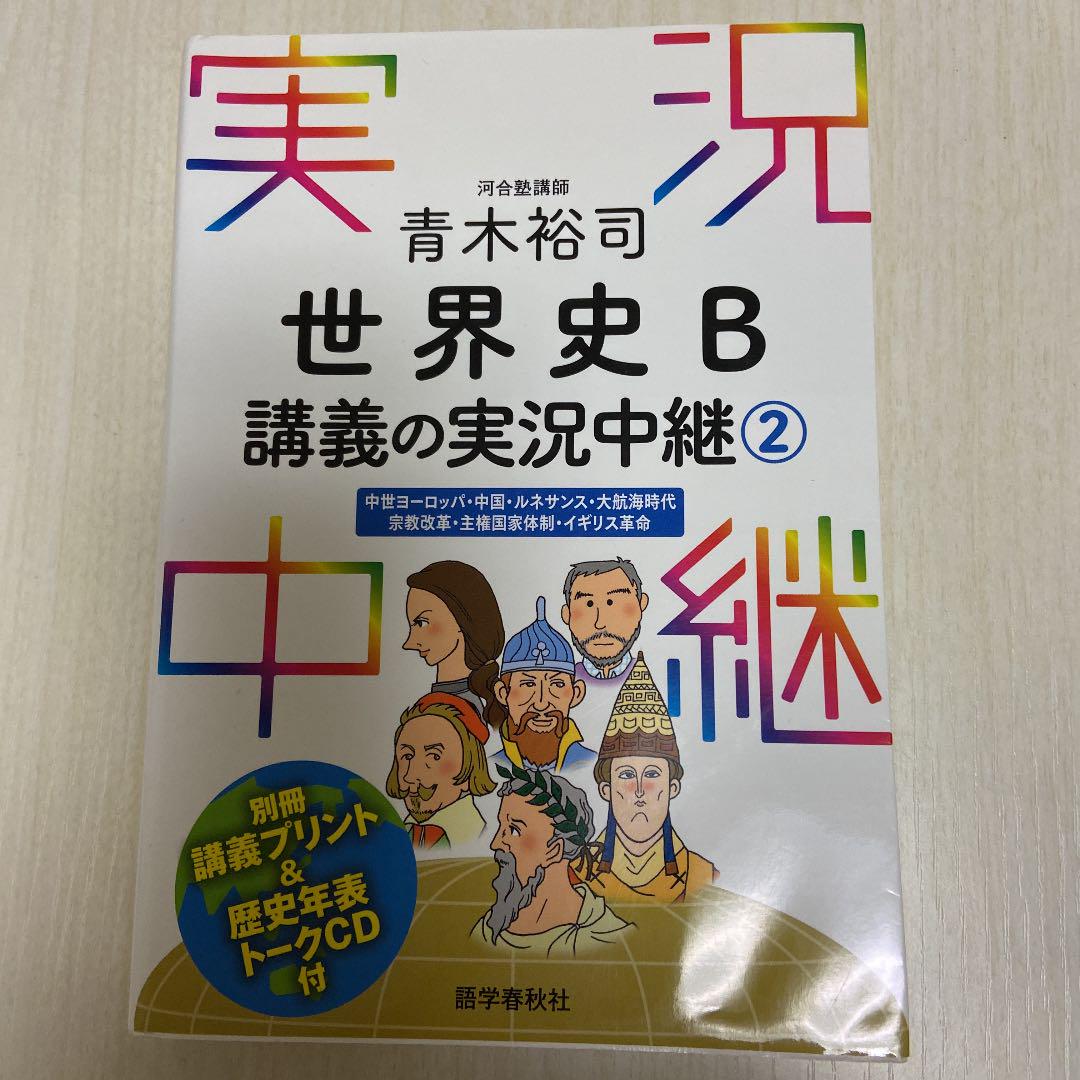 実況
河合塾講師
青木裕司
世界史B
講義の実況中継②
中世ヨーロッパ・中国・ルネサンス・大航海時代
宗教改革・主権国家体制・イギリス革命
中継
別冊
講義プリント
&
歴史年表
トークCD
付
語学春秋社